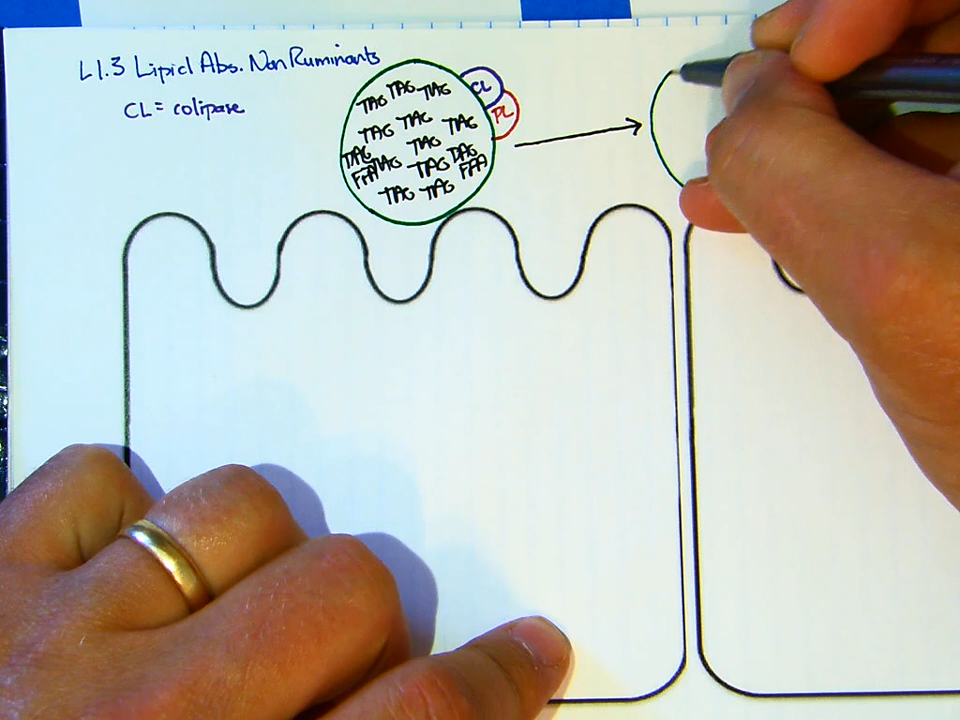 L1.3 Lipid Abs. Non Ruminants
CL = colipase
TAG TAG TAG
CL
PL
TAG TAG TAG
TAG TAG TAG
TAG DAG
FFA FFA
TAG TAG